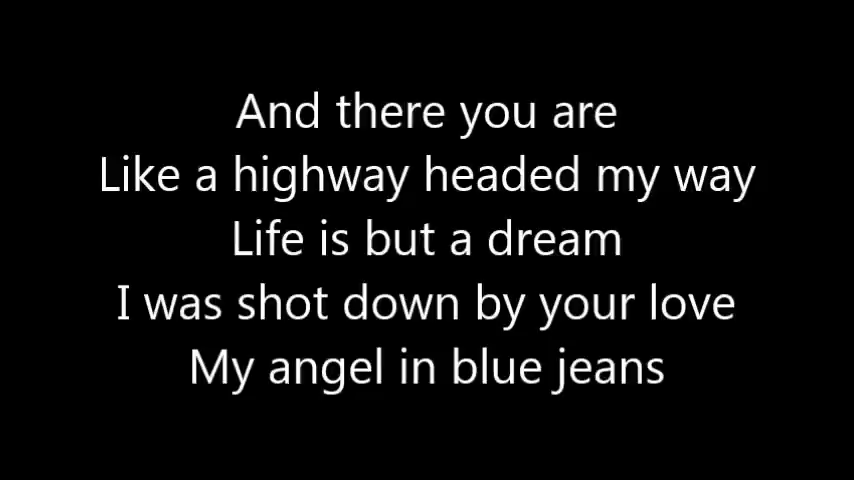 And there you are
Like a highway headed my way
Life is but a dream
I was shot down by your love
My angel in blue jeans